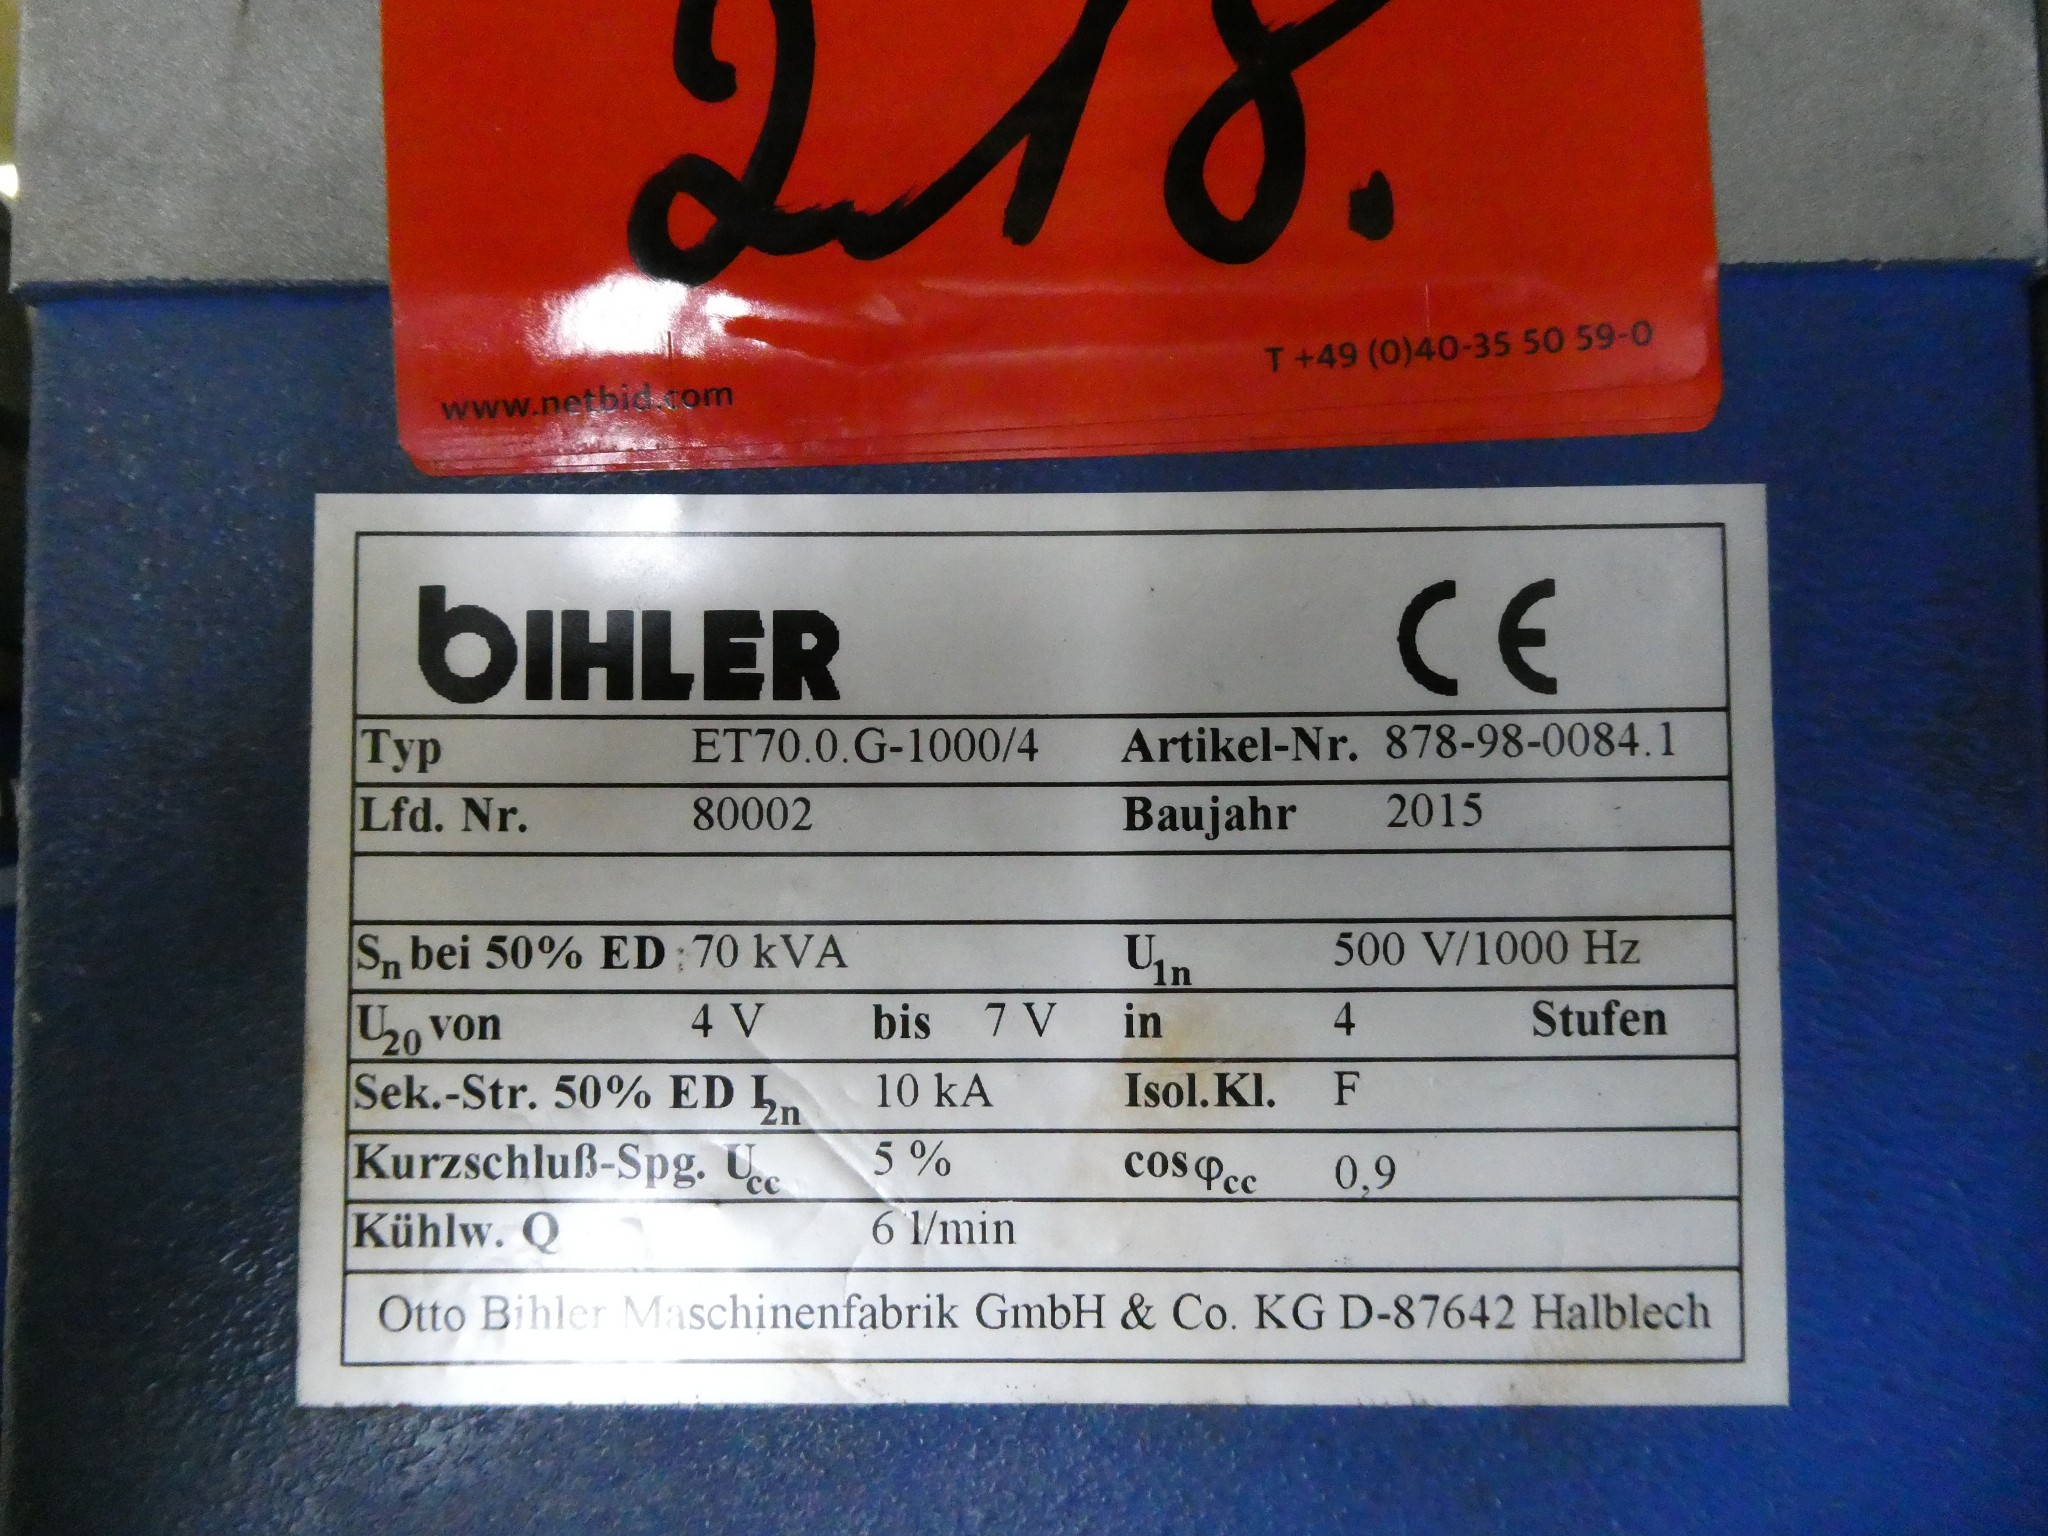 218.
www.netbid.com T +49 (0)40-35 50 59-0
bIHLER CE
Typ ET70.0.G-1000/4 Artikel-Nr. 878-98-0084.1
Lfd. Nr. 80002 Baujahr 2015
Sn bei 50% ED : 70 kVA U1n 500 V/1000 Hz
U20 von 4 V bis 7 V in 4 Stufen
Sek.-Str. 50% ED I2n 10 kA Isol.Kl. F
Kurzschluß-Spg. Ucc 5 % cosφcc 0,9
Kühlw. Q 6 l/min
Otto Bihler Maschinenfabrik GmbH & Co. KG D-87642 Halblech